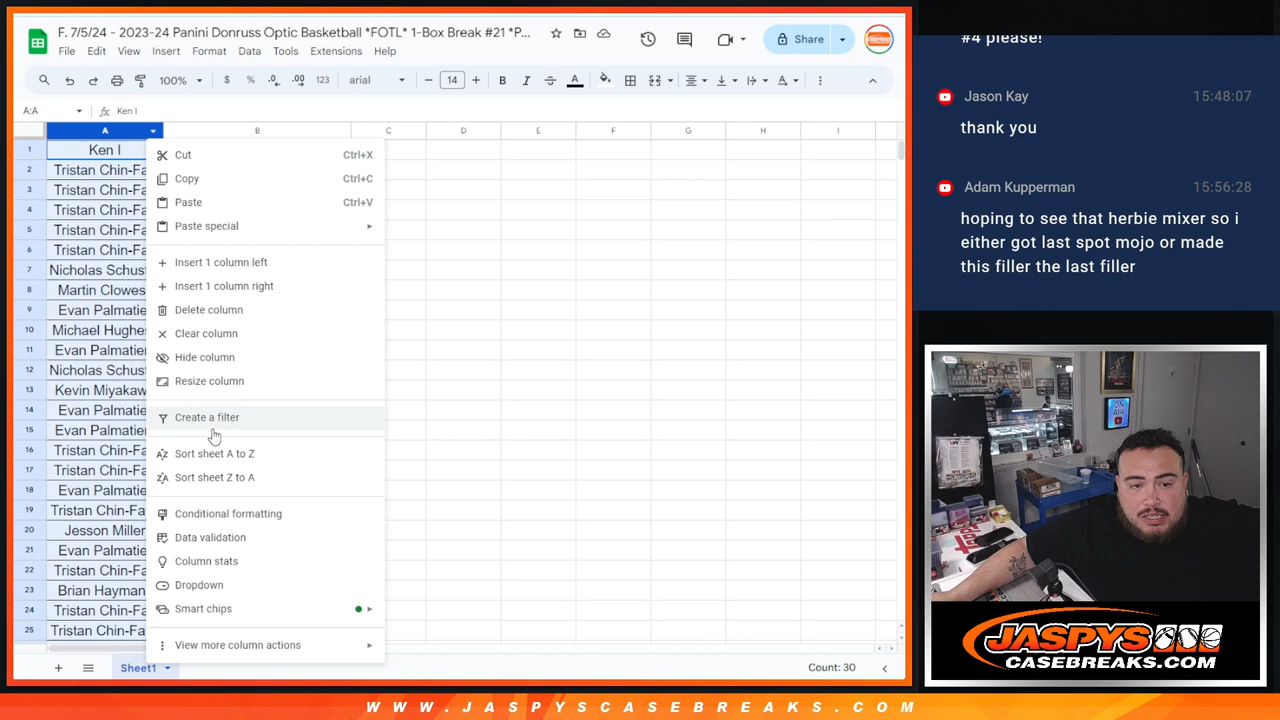 F. 7/5/24 - 2023-24 Panini Donruss Optic Basketball *FOTL* 1-Box Break #21 *P...
File Edit View Insert Format Data Tools Extensions Help
Share
100% $ % .0 .00 123 arial 14 B I A
A:A fx Ken I
A B C D E F G H I
1 Ken I
2 Tristan Chin-Fa
3 Tristan Chin-Fa
4 Tristan Chin-Fa
5 Tristan Chin-Fa
6 Tristan Chin-Fa
7 Nicholas Schust
8 Martin Clowes
9 Evan Palmatie
10 Michael Hughe
11 Evan Palmatie
12 Nicholas Schust
13 Kevin Miyakaw
14 Evan Palmatie
15 Evan Palmatie
16 Tristan Chin-Fa
17 Tristan Chin-Fa
18 Evan Palmatie
19 Tristan Chin-Fa
20 Jesson Miller
21 Evan Palmatie
22 Tristan Chin-Fa
23 Brian Hayman
24 Tristan Chin-Fa
25 Tristan Chin-Fa
Cut Ctrl+X
Copy Ctrl+C
Paste Ctrl+V
Paste special
Insert 1 column left
Insert 1 column right
Delete column
Clear column
Hide column
Resize column
Create a filter
Sort sheet A to Z
Sort sheet Z to A
Conditional formatting
Data validation
Column stats
Dropdown
Smart chips
View more column actions
Sheet1
Count: 30
#4 please!
Jason Kay 15:48:07
thank you
Adam Kupperman 15:56:28
hoping to see that herbie mixer so i
either got last spot mojo or made
this filler the last filler
ON
AIR
JASPYS
CASEBREAKS.COM
WWW.JASPYSCASEBREAKS.COM